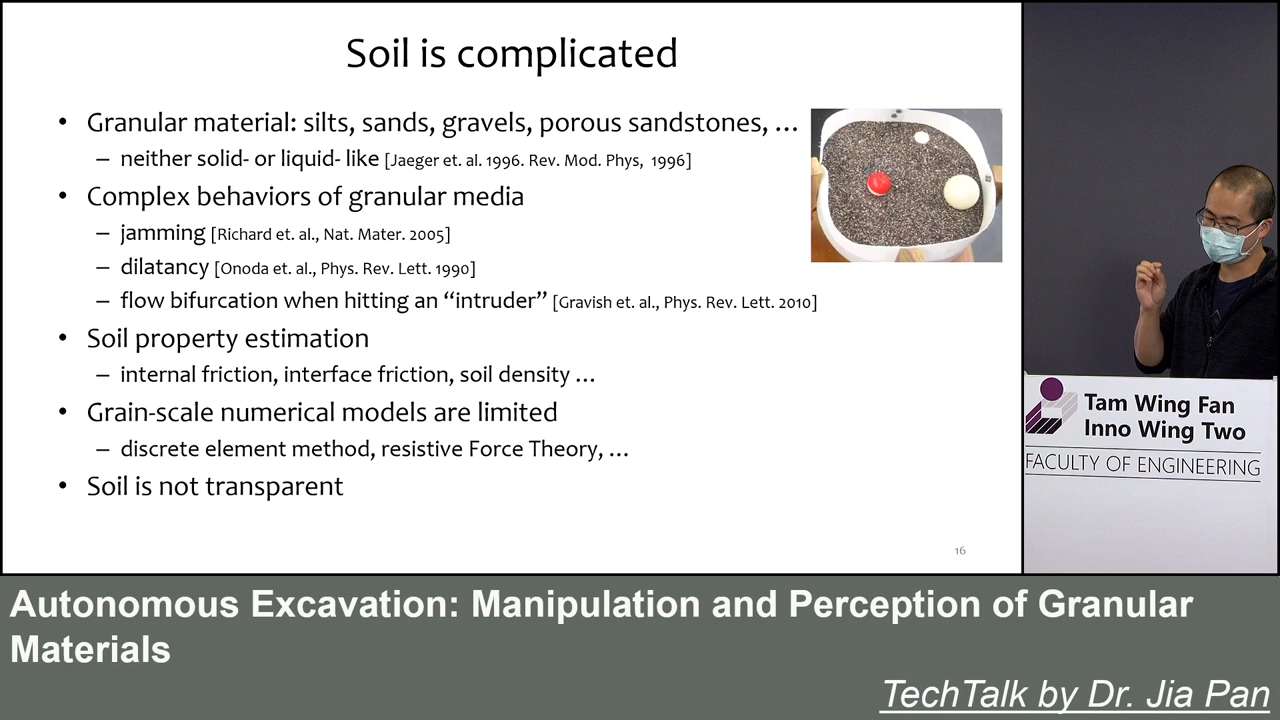 Soil is complicated
• Granular material: silts, sands, gravels, porous sandstones, …
– neither solid- or liquid- like [Jaeger et. al. 1996. Rev. Mod. Phys, 1996]
• Complex behaviors of granular media
– jamming [Richard et. al., Nat. Mater. 2005]
– dilatancy [Onoda et. al., Phys. Rev. Lett. 1990]
– flow bifurcation when hitting an “intruder” [Gravish et. al., Phys. Rev. Lett. 2010]
• Soil property estimation
– internal friction, interface friction, soil density …
• Grain-scale numerical models are limited
– discrete element method, resistive Force Theory, …
• Soil is not transparent
16
Tam Wing Fan
Inno Wing Two
FACULTY OF ENGINEERING
Autonomous Excavation: Manipulation and Perception of Granular
Materials
TechTalk by Dr. Jia Pan